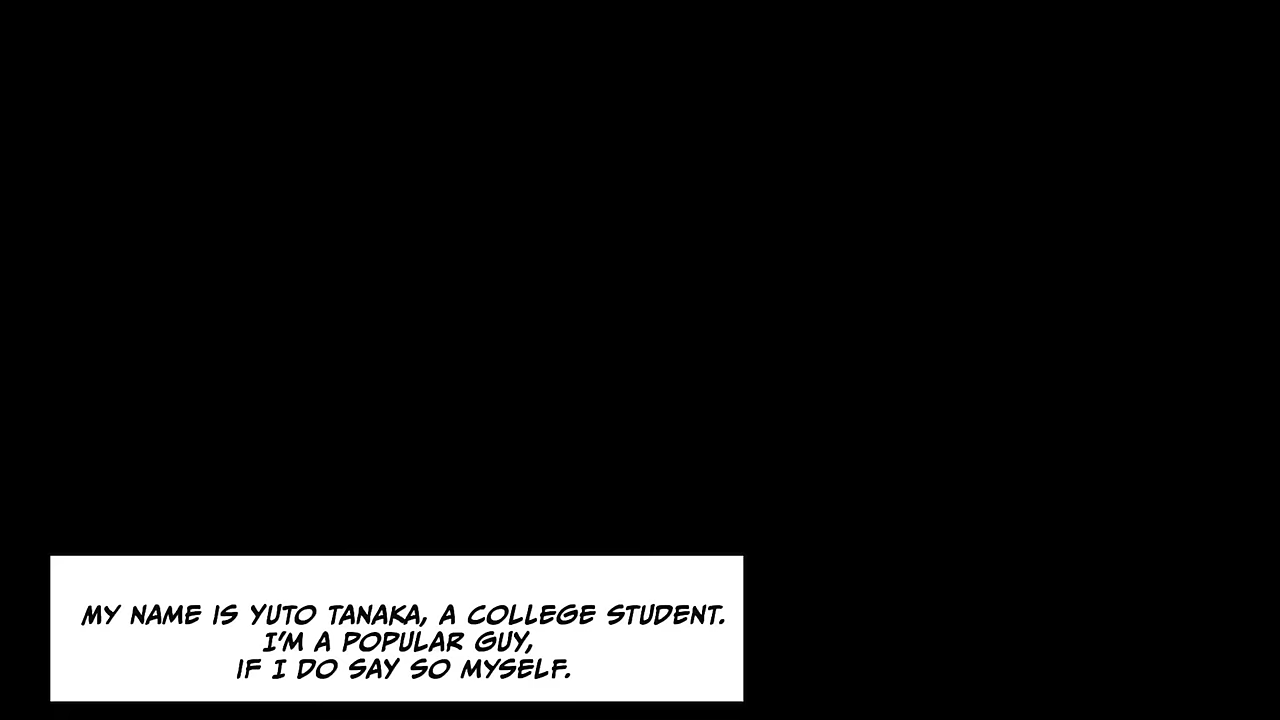 MY NAME IS YUTO TANAKA, A COLLEGE STUDENT.
I'M A POPULAR GUY,
IF I DO SAY SO MYSELF.